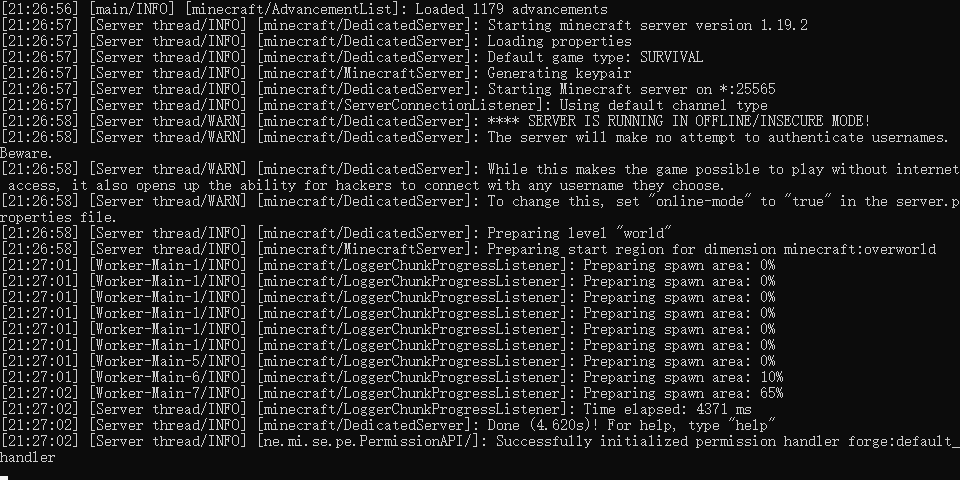 [21:26:56] [main/INFO] [minecraft/AdvancementList]: Loaded 1179 advancements
[21:26:57] [Server thread/INFO] [minecraft/DedicatedServer]: Starting minecraft server version 1.19.2
[21:26:57] [Server thread/INFO] [minecraft/DedicatedServer]: Loading properties
[21:26:57] [Server thread/INFO] [minecraft/DedicatedServer]: Default game type: SURVIVAL
[21:26:57] [Server thread/INFO] [minecraft/MinecraftServer]: Generating keypair
[21:26:57] [Server thread/INFO] [minecraft/DedicatedServer]: Starting Minecraft server on *:25565
[21:26:57] [Server thread/INFO] [minecraft/ServerConnectionListener]: Using default channel type
[21:26:58] [Server thread/WARN] [minecraft/DedicatedServer]: **** SERVER IS RUNNING IN OFFLINE/INSECURE MODE!
[21:26:58] [Server thread/WARN] [minecraft/DedicatedServer]: The server will make no attempt to authenticate usernames.
Beware.
[21:26:58] [Server thread/WARN] [minecraft/DedicatedServer]: While this makes the game possible to play without internet
 access, it also opens up the ability for hackers to connect with any username they choose.
[21:26:58] [Server thread/WARN] [minecraft/DedicatedServer]: To change this, set "online-mode" to "true" in the server.p
roperties file.
[21:26:58] [Server thread/INFO] [minecraft/DedicatedServer]: Preparing level "world"
[21:26:58] [Server thread/INFO] [minecraft/MinecraftServer]: Preparing start region for dimension minecraft:overworld
[21:27:01] [Worker-Main-1/INFO] [minecraft/LoggerChunkProgressListener]: Preparing spawn area: 0%
[21:27:01] [Worker-Main-1/INFO] [minecraft/LoggerChunkProgressListener]: Preparing spawn area: 0%
[21:27:01] [Worker-Main-1/INFO] [minecraft/LoggerChunkProgressListener]: Preparing spawn area: 0%
[21:27:01] [Worker-Main-1/INFO] [minecraft/LoggerChunkProgressListener]: Preparing spawn area: 0%
[21:27:01] [Worker-Main-1/INFO] [minecraft/LoggerChunkProgressListener]: Preparing spawn area: 0%
[21:27:01] [Worker-Main-1/INFO] [minecraft/LoggerChunkProgressListener]: Preparing spawn area: 0%
[21:27:01] [Worker-Main-5/INFO] [minecraft/LoggerChunkProgressListener]: Preparing spawn area: 0%
[21:27:01] [Worker-Main-6/INFO] [minecraft/LoggerChunkProgressListener]: Preparing spawn area: 10%
[21:27:02] [Worker-Main-7/INFO] [minecraft/LoggerChunkProgressListener]: Preparing spawn area: 65%
[21:27:02] [Server thread/INFO] [minecraft/LoggerChunkProgressListener]: Time elapsed: 4371 ms
[21:27:02] [Server thread/INFO] [minecraft/DedicatedServer]: Done (4.620s)! For help, type "help"
[21:27:02] [Server thread/INFO] [ne.mi.se.pe.PermissionAPI/]: Successfully initialized permission handler forge:default_
handler